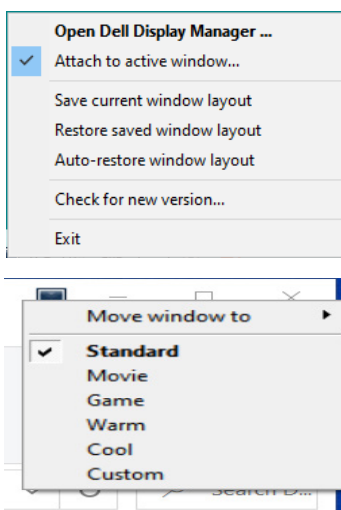 Open Dell Display Manager ...
Attach to active window...
Save current window layout
Restore saved window layout
Auto-restore window layout
Check for new version...
Exit
Move window to
Standard
Movie
Game
Warm
Cool
Custom
Search D...